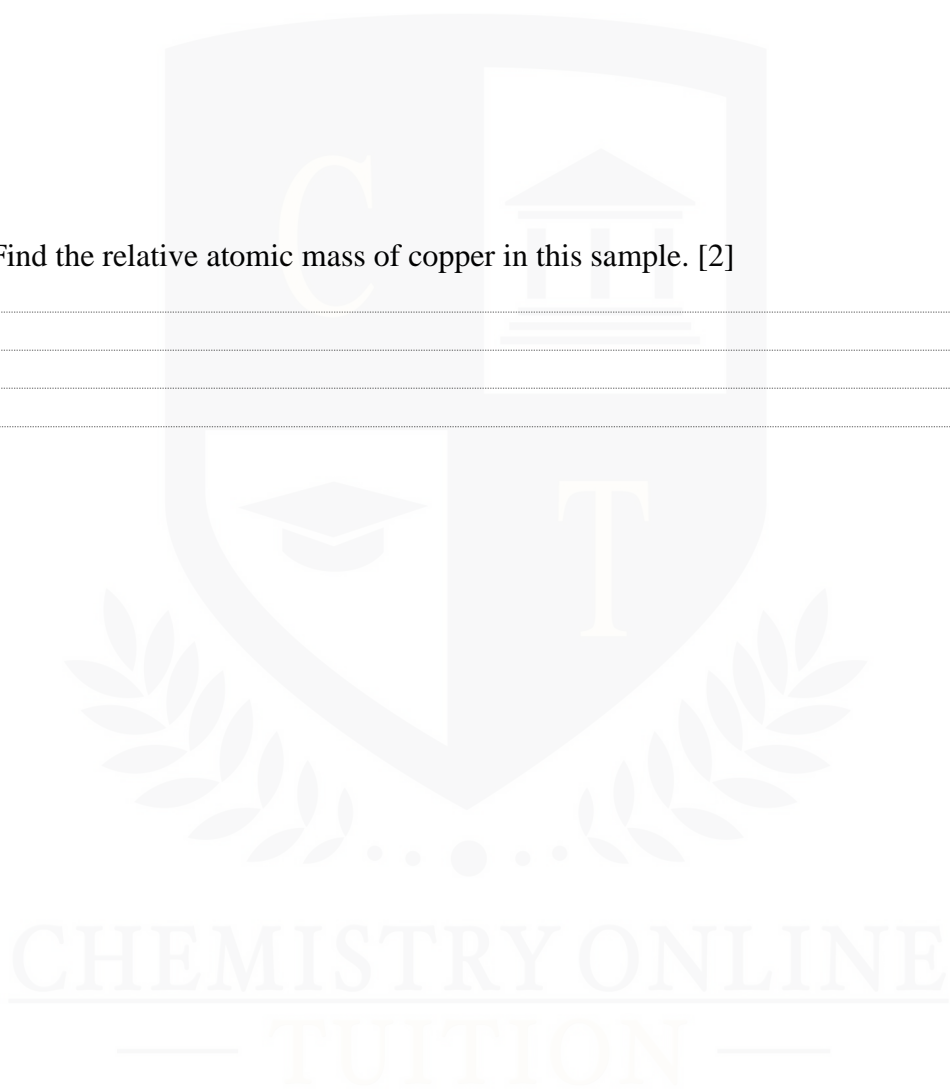 Find the relative atomic mass of copper in this sample. [2]
C
T
CHEMISTRY ONLINE
TUITION